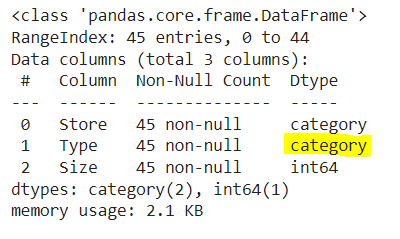 <class 'pandas.core.frame.DataFrame'>
RangeIndex: 45 entries, 0 to 44
Data columns (total 3 columns):
 #   Column  Non-Null Count  Dtype
---  ------  --------------  -----
 0   Store   45 non-null     category
 1   Type    45 non-null     category
 2   Size    45 non-null     int64
dtypes: category(2), int64(1)
memory usage: 2.1 KB